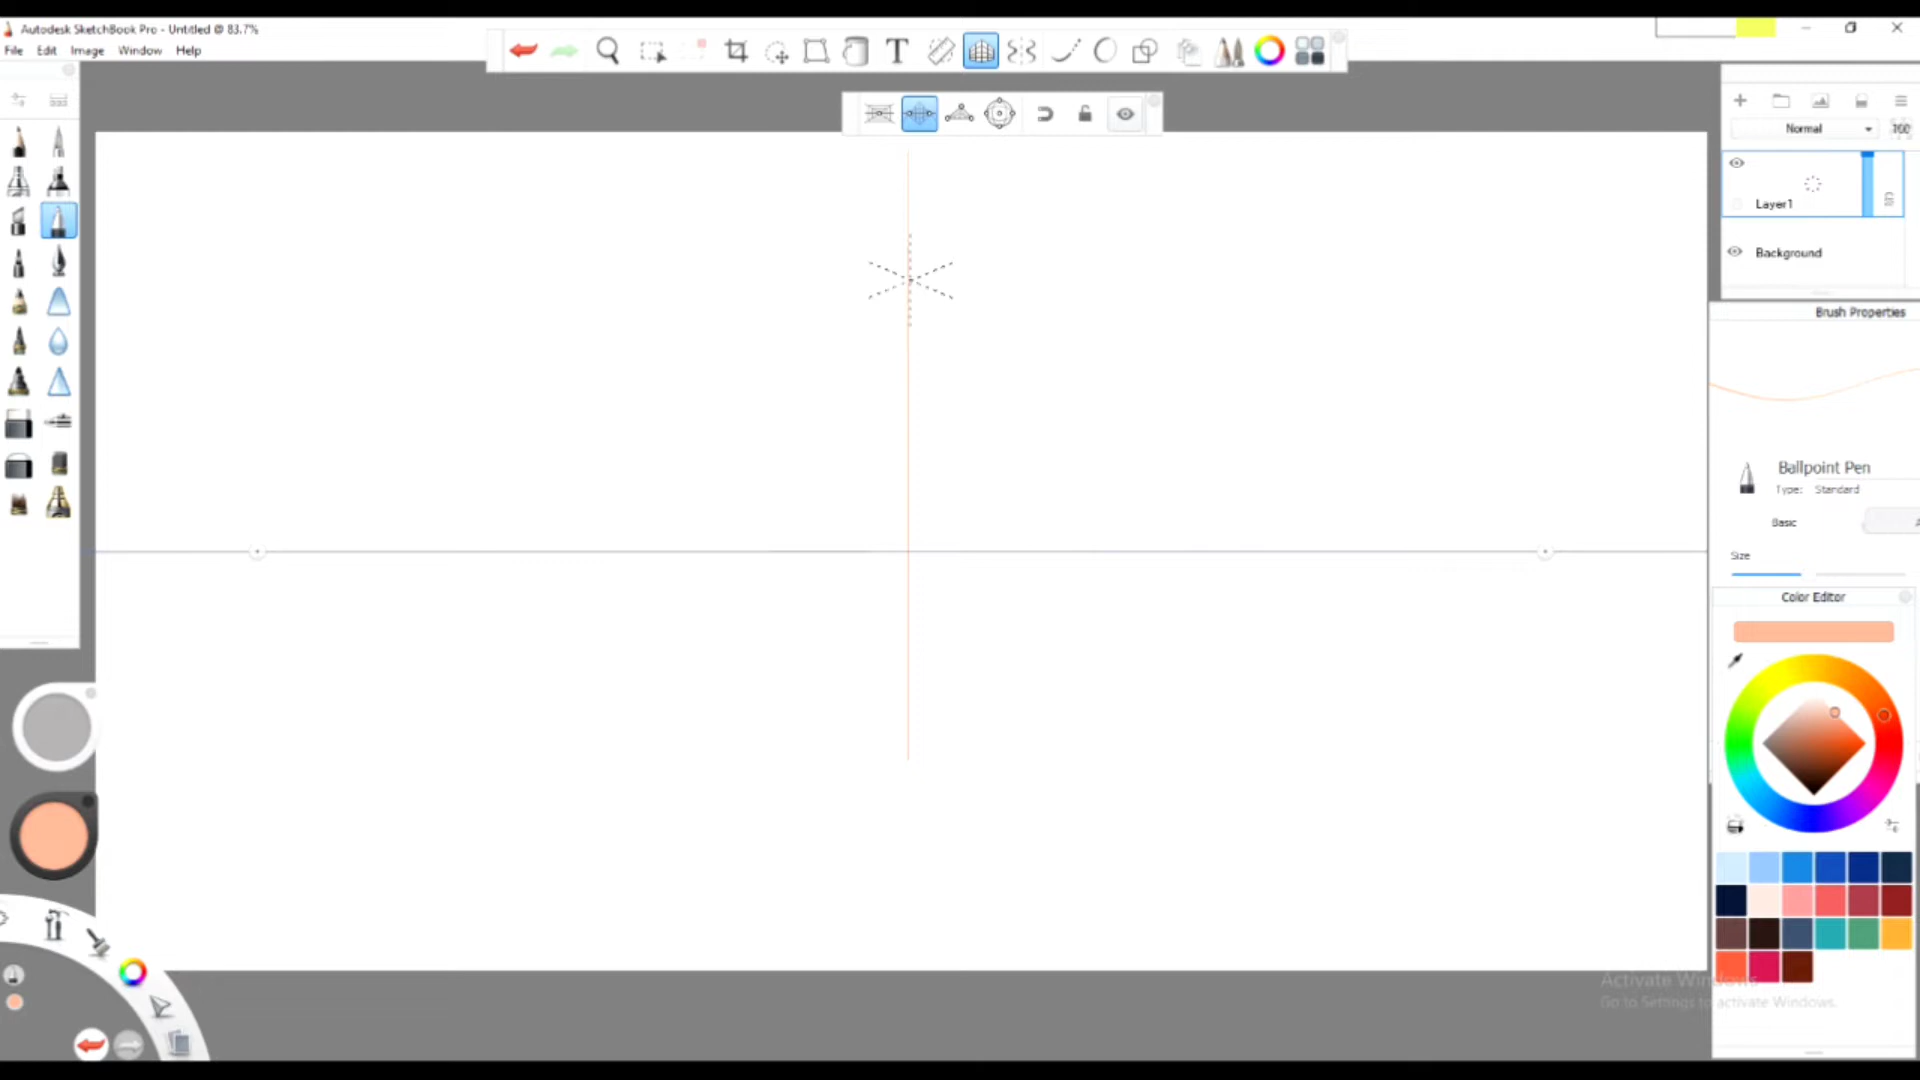 Autodesk SketchBook Pro - Untitled @ 83.7%
File Edit Image Window Help
T
Normal
100
Layer1
Background
Brush Properties
Ballpoint Pen
Type: Standard
Basic
A
Size
Color Editor
Activate Windows
Go to Settings to activate Windows.